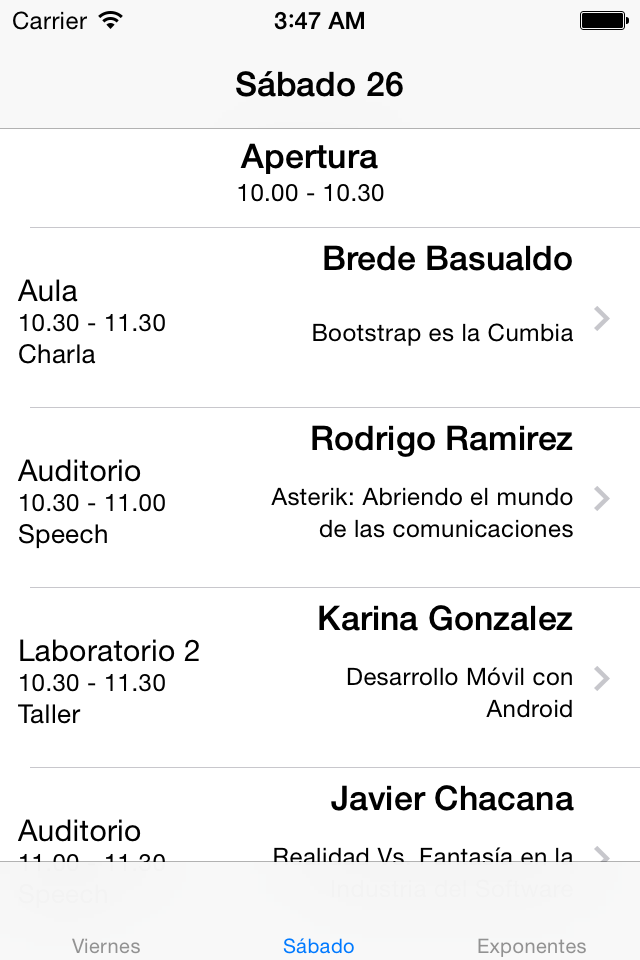 Carrier 3:47 AM
Sábado 26
Apertura
10.00 - 10.30
Brede Basualdo
Aula
10.30 - 11.30
Charla
Bootstrap es la Cumbia
Rodrigo Ramirez
Auditorio
10.30 - 11.00
Speech
Asterik: Abriendo el mundo
de las comunicaciones
Karina Gonzalez
Laboratorio 2
10.30 - 11.30
Taller
Desarrollo Móvil con
Android
Javier Chacana
Auditorio
11.00 - 11.30
Speech
Realidad Vs. Fantasía en la
Industria del Software
Viernes Sábado Exponentes